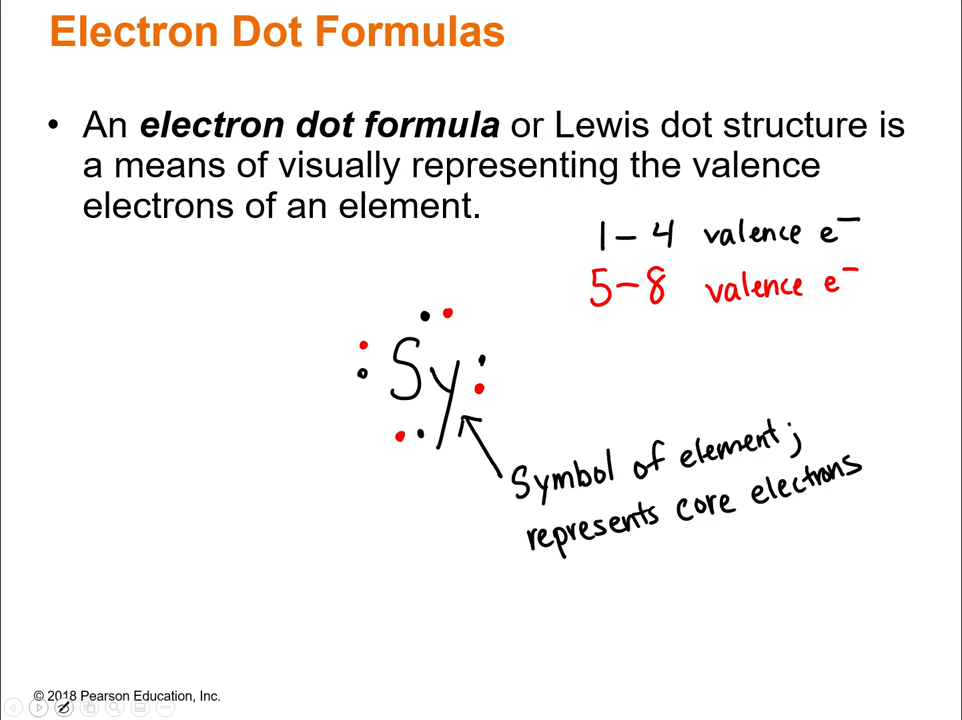 Electron Dot Formulas
• An electron dot formula or Lewis dot structure is
a means of visually representing the valence
electrons of an element.
1 – 4 valence e⁻
5 – 8 valence e⁻
Sy
Symbol of element;
represents core electrons
© 2018 Pearson Education, Inc.